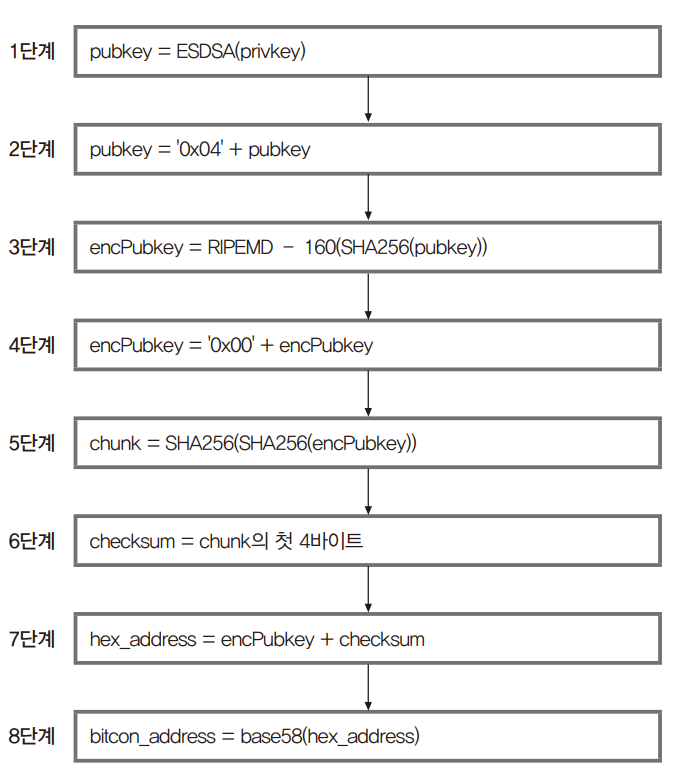 1단계 pubkey = ESDSA(privkey)
2단계 pubkey = '0x04' + pubkey
3단계 encPubkey = RIPEMD - 160(SHA256(pubkey))
4단계 encPubkey = '0x00' + encPubkey
5단계 chunk = SHA256(SHA256(encPubkey))
6단계 checksum = chunk의 첫 4바이트
7단계 hex_address = encPubkey + checksum
8단계 bitcon_address = base58(hex_address)